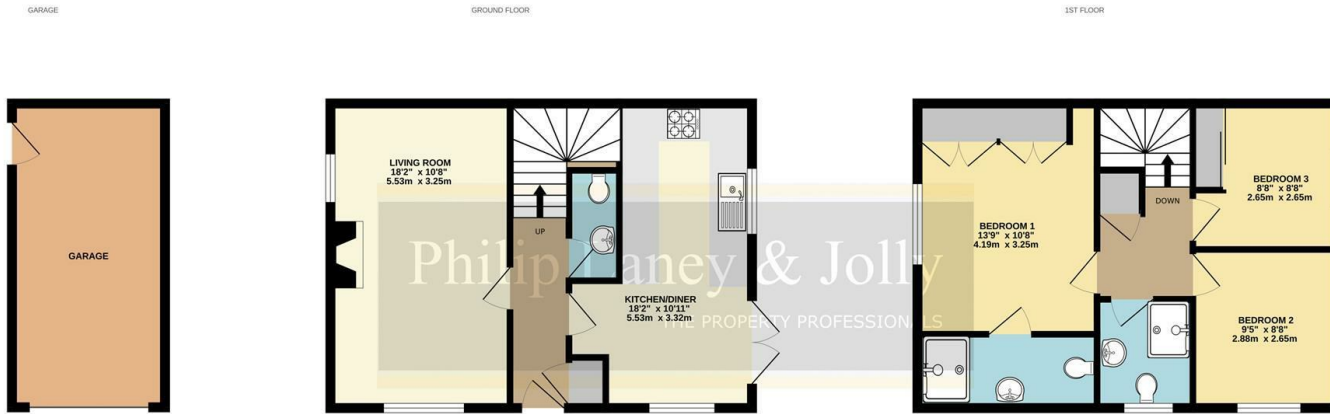 GARAGE
GROUND FLOOR
1ST FLOOR
GARAGE
LIVING ROOM
18'2" x 10'8"
5.53m x 3.25m
UP
KITCHEN/DINER
18'2" x 10'11"
5.53m x 3.32m
BEDROOM 1
13'9" x 10'8"
4.19m x 3.25m
DOWN
BEDROOM 3
8'8" x 8'8"
2.65m x 2.65m
BEDROOM 2
9'5" x 8'8"
2.88m x 2.65m
Philip Laney & Jolly
THE PROPERTY PROFESSIONALS